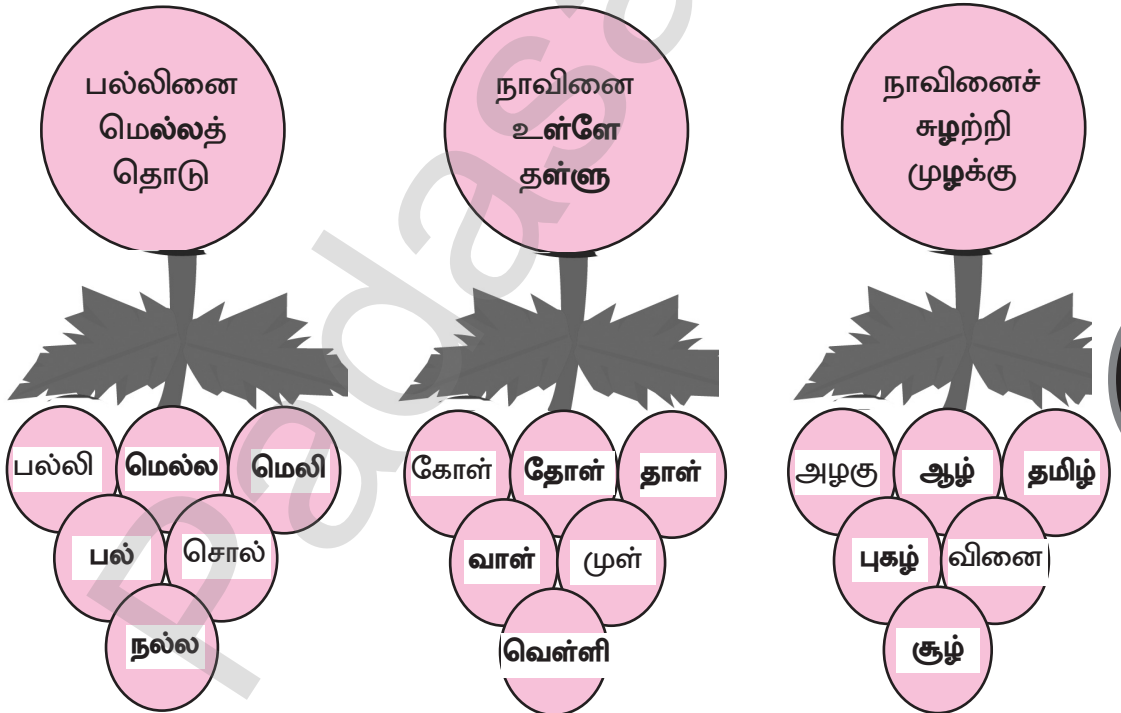 பல்லினை
மெல்லத்
தொடு
நாவினை
உள்ளே
தள்ளு
நாவினைச்
சுழற்றி
முழக்கு
பல்லி மெல்ல மெலி
பல் சொல்
நல்ல
கோள் தோள் தாள்
வாள் முள்
வெள்ளி
அழகு ஆழ் தமிழ்
புகழ் வினை
சூழ்